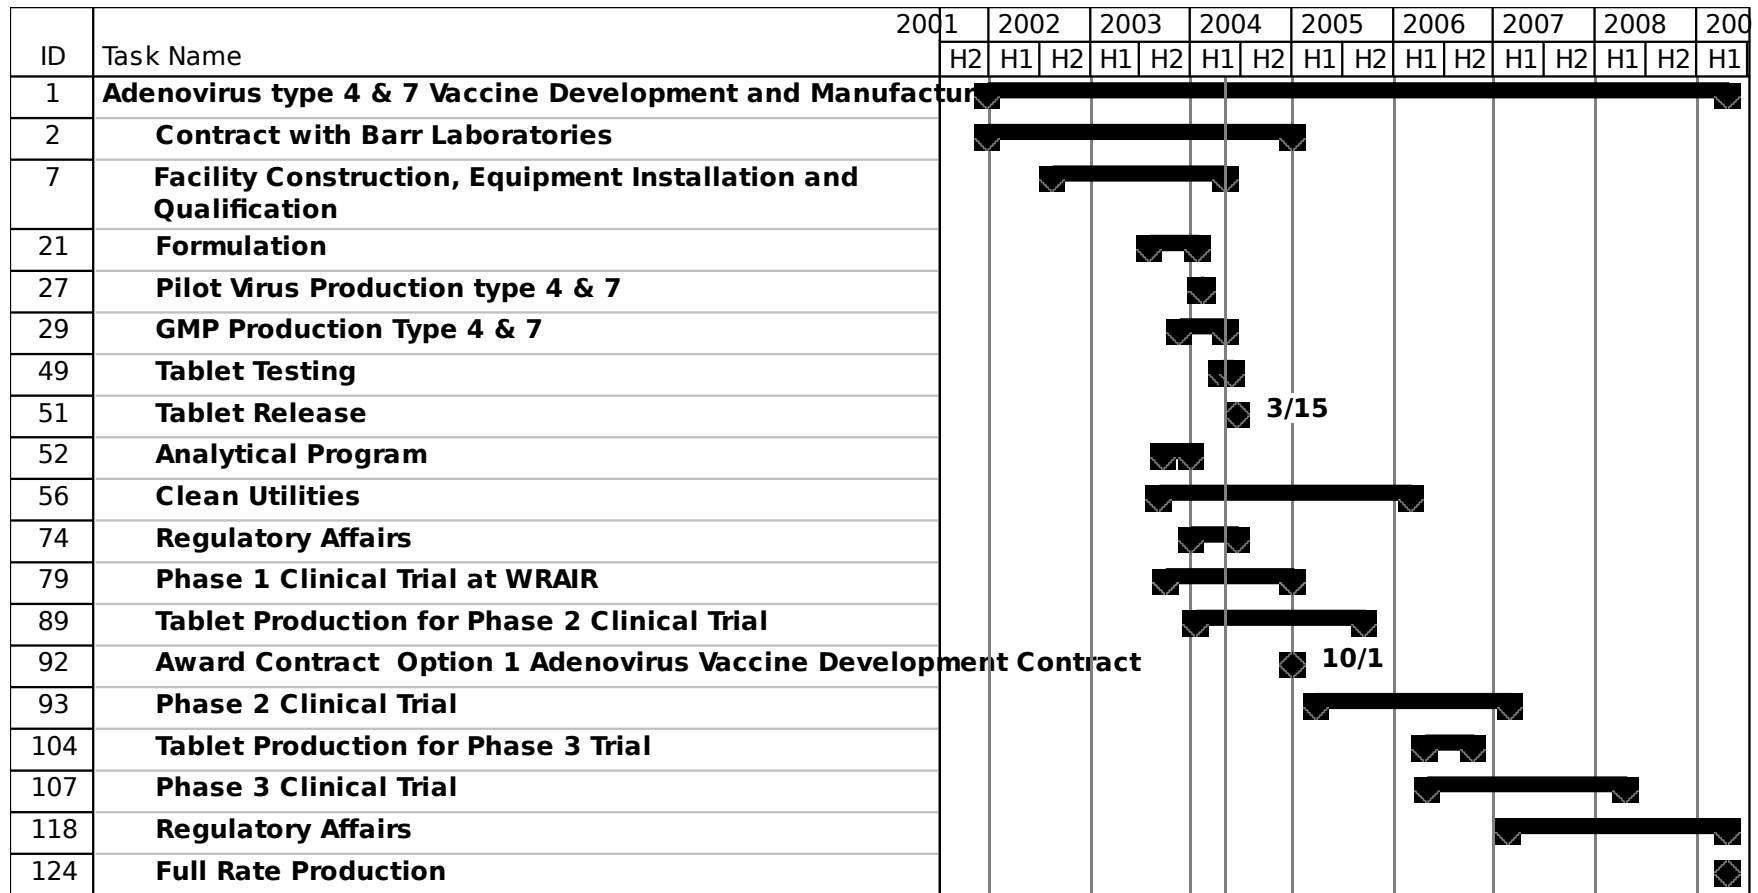 2001 2002 2003 2004 2005 2006 2007 2008 200
ID Task Name H2 H1 H2 H1 H2 H1 H2 H1 H2 H1 H2 H1 H2 H1 H2 H1
1 Adenovirus type 4 & 7 Vaccine Development and Manufactur
2 Contract with Barr Laboratories
7 Facility Construction, Equipment Installation and
Qualification
21 Formulation
27 Pilot Virus Production type 4 & 7
29 GMP Production Type 4 & 7
49 Tablet Testing
51 Tablet Release 3/15
52 Analytical Program
56 Clean Utilities
74 Regulatory Affairs
79 Phase 1 Clinical Trial at WRAIR
89 Tablet Production for Phase 2 Clinical Trial
92 Award Contract  Option 1 Adenovirus Vaccine Development Contract 10/1
93 Phase 2 Clinical Trial
104 Tablet Production for Phase 3 Trial
107 Phase 3 Clinical Trial
118 Regulatory Affairs
124 Full Rate Production